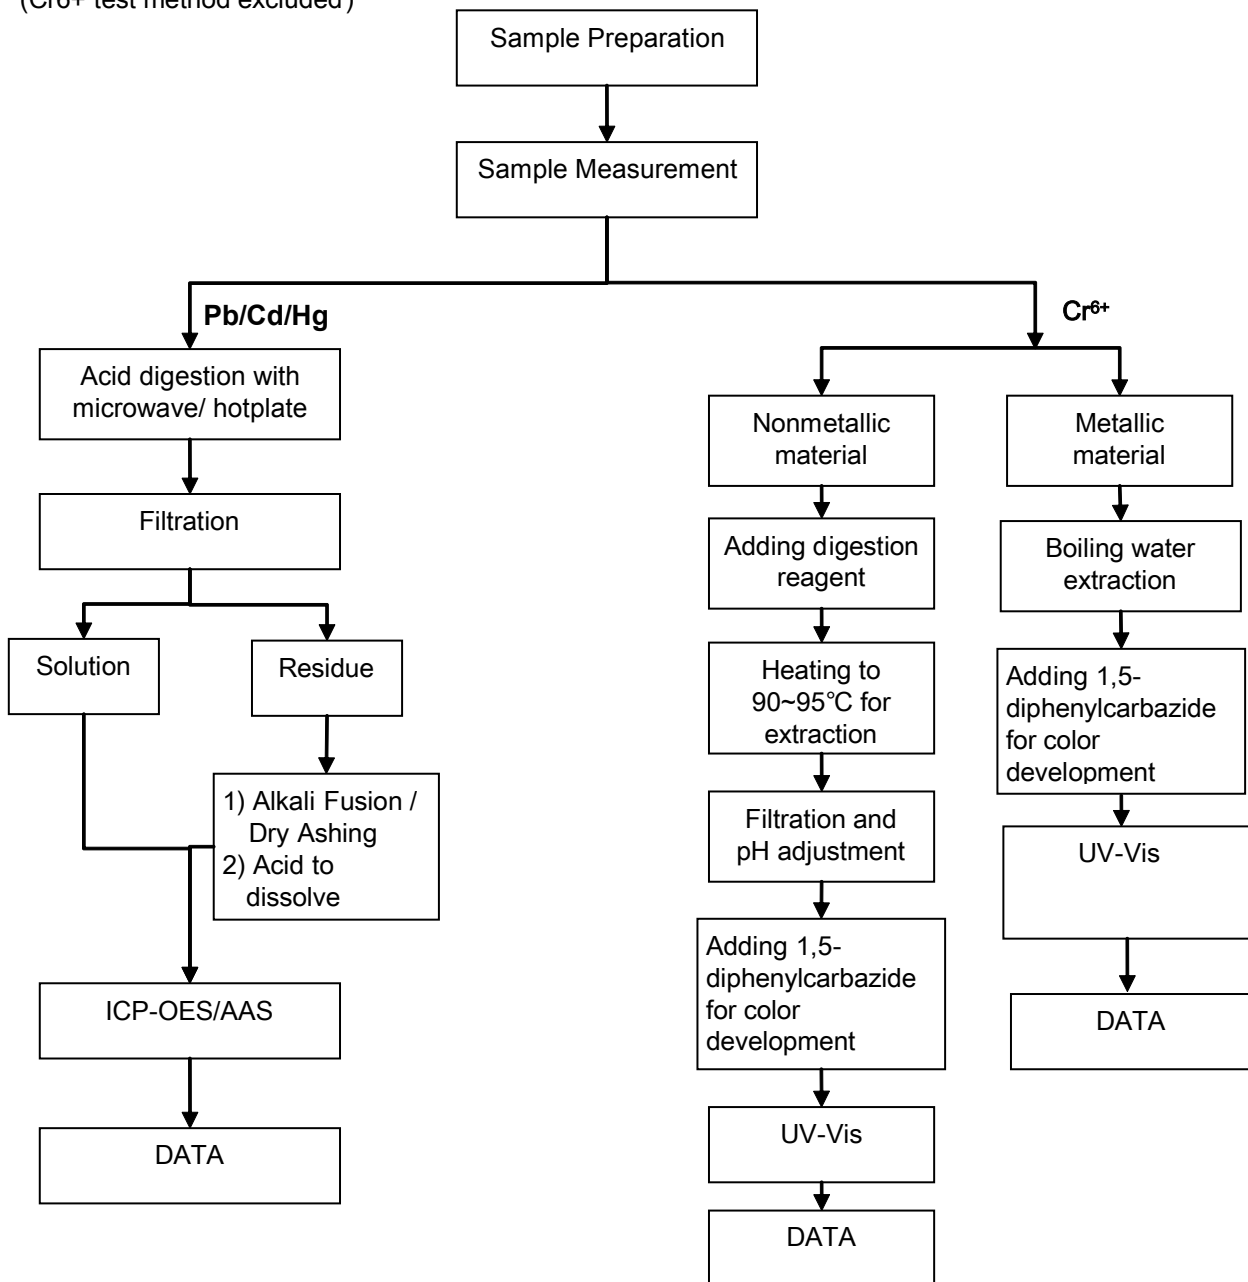 (Cr6+ test method excluded)
Sample Preparation
Sample Measurement
Pb/Cd/Hg
Cr⁶⁺
Acid digestion with
microwave/ hotplate
Filtration
Solution
Residue
1) Alkali Fusion /
Dry Ashing
2) Acid to
dissolve
ICP-OES/AAS
DATA
Nonmetallic
material
Adding digestion
reagent
Heating to
90~95℃ for
extraction
Filtration and
pH adjustment
Adding 1,5-
diphenylcarbazide
for color
development
UV-Vis
DATA
Metallic
material
Boiling water
extraction
Adding 1,5-
diphenylcarbazide
for color
development
UV-Vis
DATA